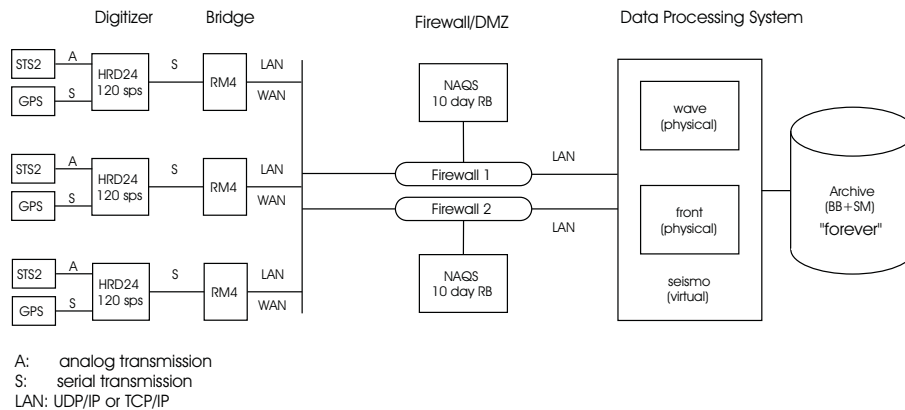 Digitizer
Bridge
Firewall/DMZ
Data Processing System
STS2
A
GPS
S
HRD24
120 sps
S
RM4
LAN
WAN
STS2
A
GPS
S
HRD24
120 sps
S
RM4
LAN
WAN
STS2
A
GPS
S
HRD24
120 sps
S
RM4
LAN
WAN
NAQS
10 day RB
Firewall 1
LAN
Firewall 2
LAN
NAQS
10 day RB
wave
(physical)
front
(physical)
seismo
(virtual)
Archive
(BB+SM)
"forever"
A: analog transmission
S: serial transmission
LAN: UDP/IP or TCP/IP